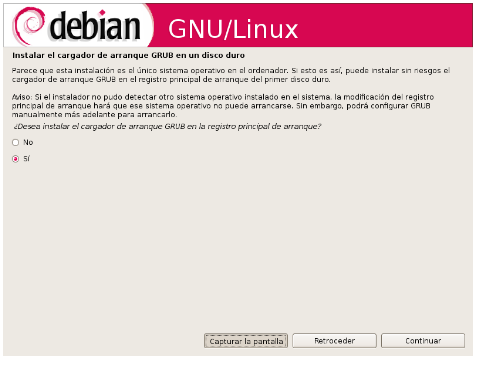 debian GNU/Linux
Instalar el cargador de arranque GRUB en un disco duro
Parece que esta instalación es el único sistema operativo en el ordenador. Si esto es así, puede instalar sin riesgos el
cargador de arranque GRUB en el registro principal de arranque del primer disco duro.
Aviso: Si el instalador no pudo detectar otro sistema operativo instalado en el sistema, la modificación del registro
principal de arranque hará que ese sistema operativo no puede arrancarse. Sin embargo, podrá configurar GRUB
manualmente más adelante para arrancarlo.
¿Desea instalar el cargador de arranque GRUB en la registro principal de arranque?
No
Sí
Capturar la pantalla Retroceder Continuar